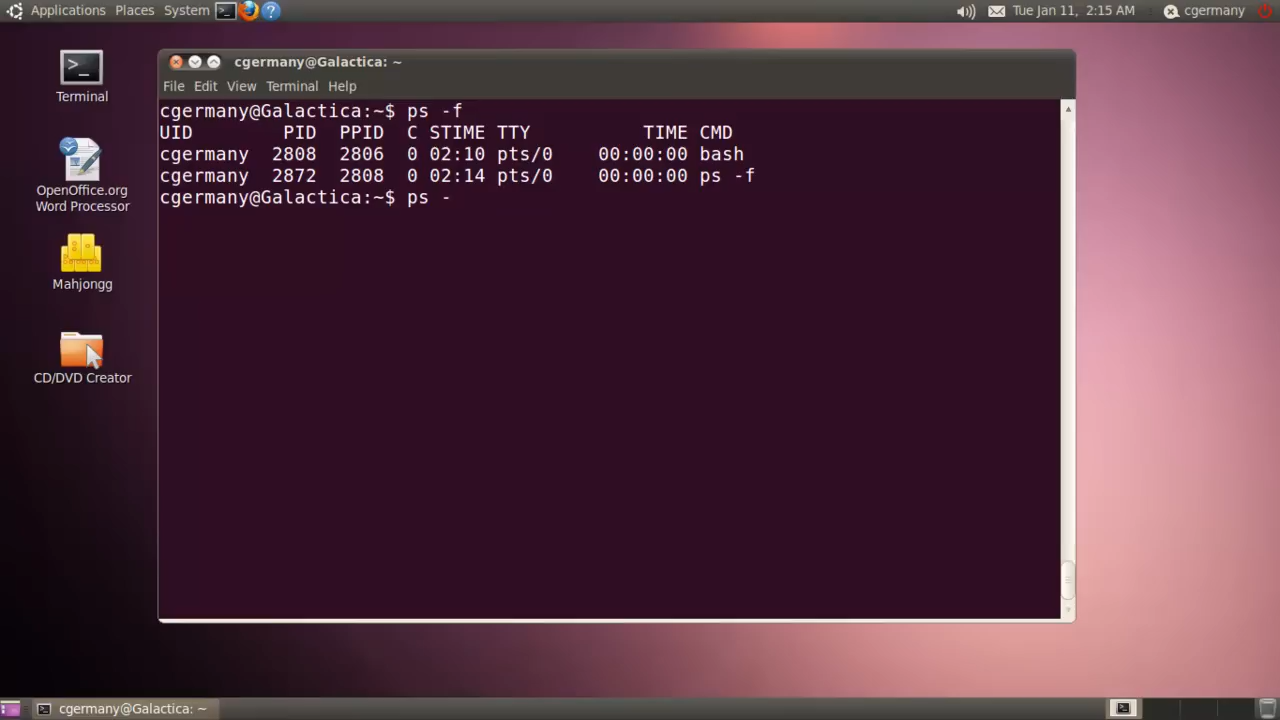 Applications Places System
Tue Jan 11, 2:15 AM cgermany
Terminal
OpenOffice.org
Word Processor
Mahjongg
CD/DVD Creator
cgermany@Galactica: ~
File Edit View Terminal Help
cgermany@Galactica:~$ ps -f
UID PID PPID C STIME TTY TIME CMD
cgermany 2808 2806 0 02:10 pts/0 00:00:00 bash
cgermany 2872 2808 0 02:14 pts/0 00:00:00 ps -f
cgermany@Galactica:~$ ps -
cgermany@Galactica: ~